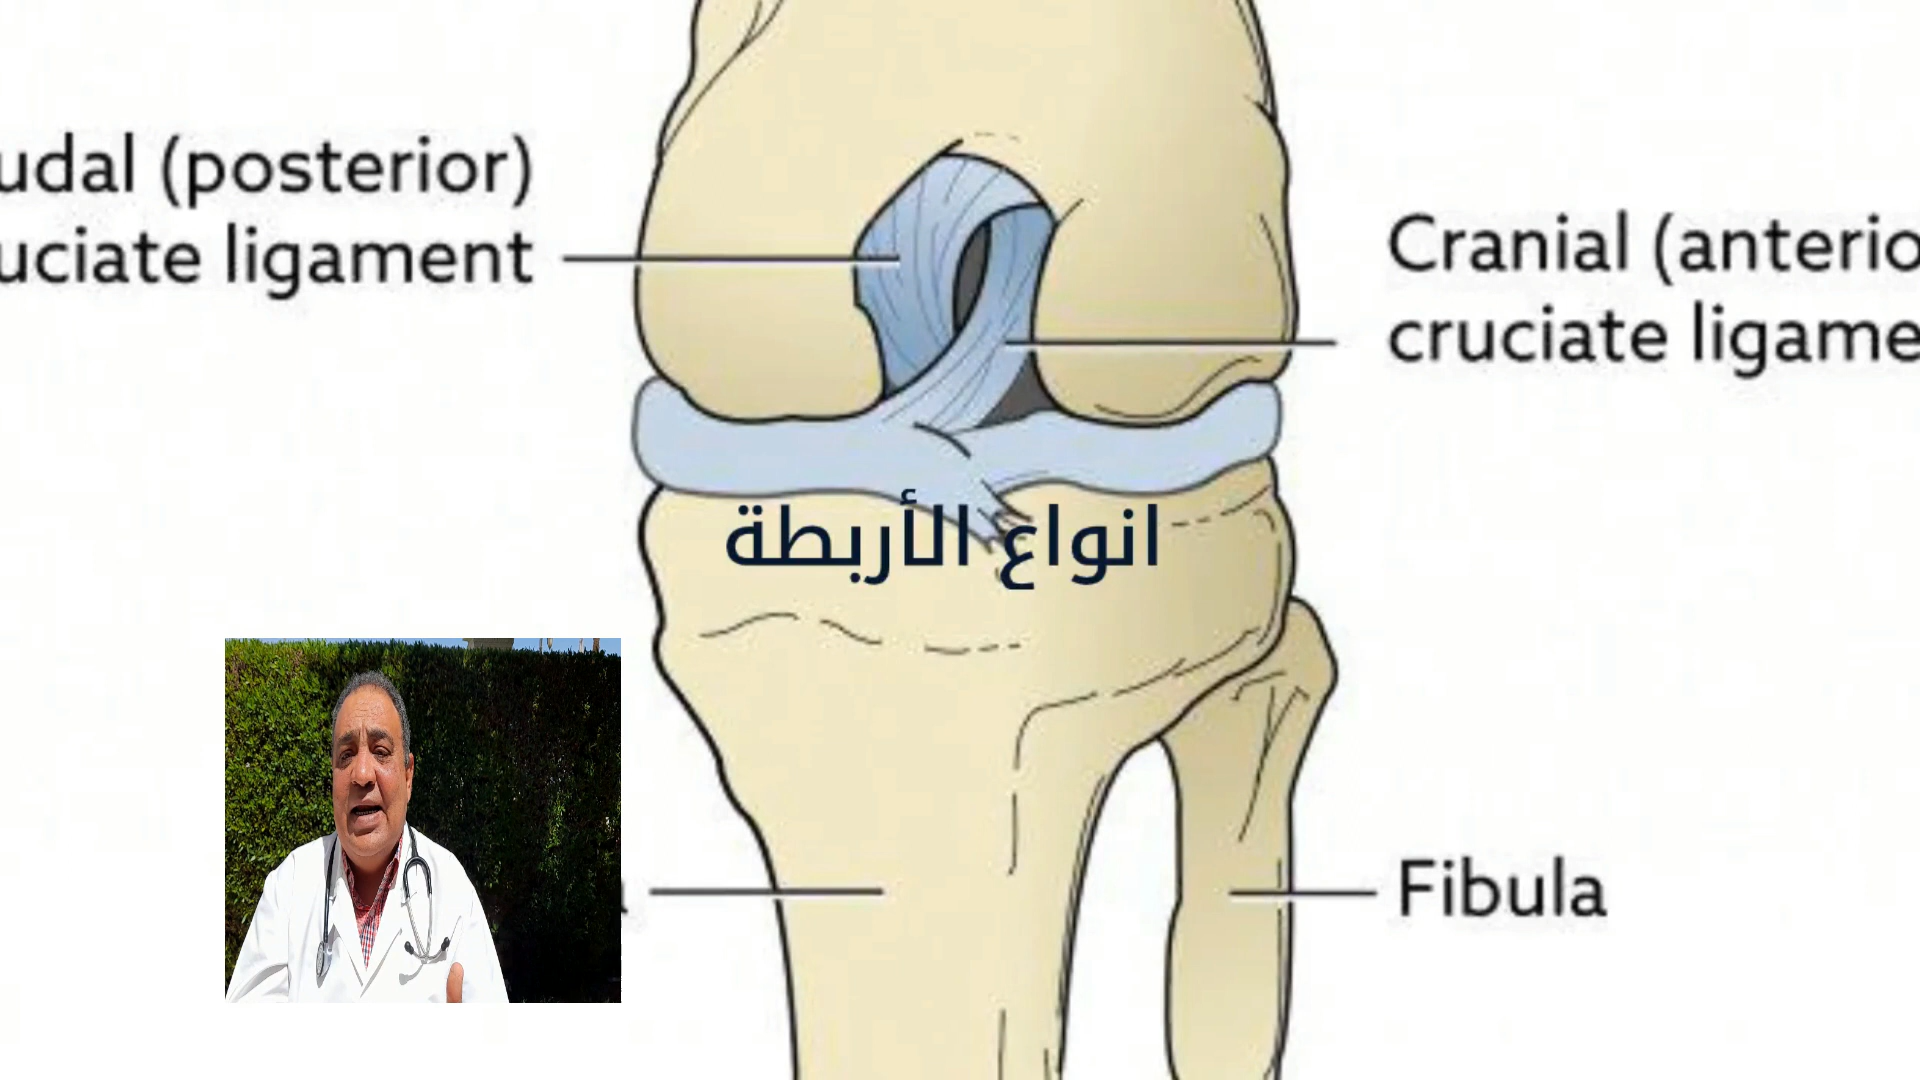 udal (posterior)
uciate ligament
Cranial (anterio
cruciate ligame
انواع الأربطة
Fibula